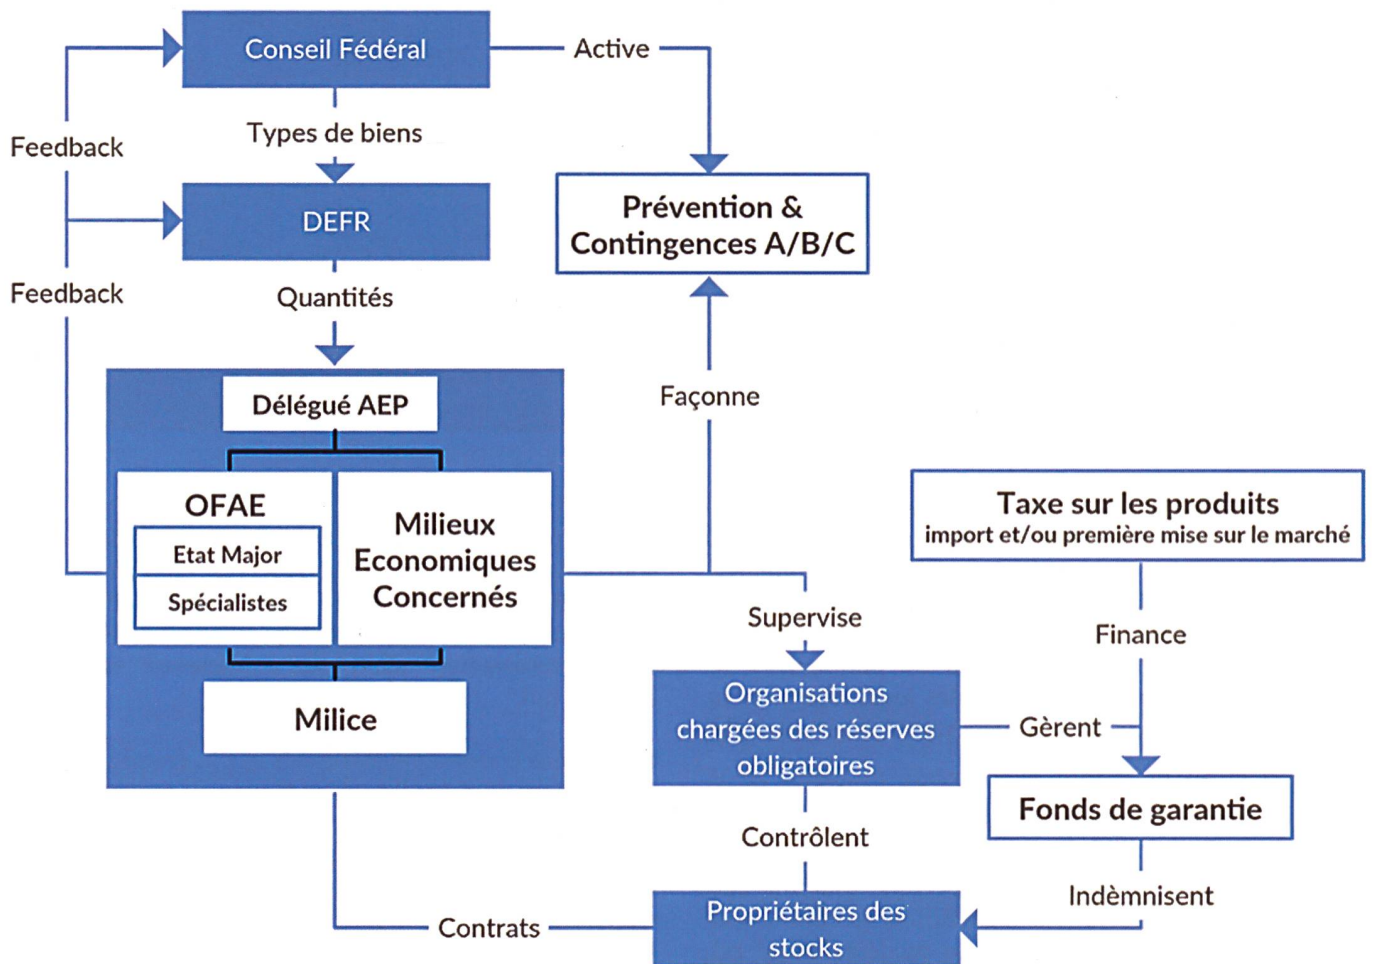 Conseil Fédéral
Active
Feedback
Types de biens
DEFR
Prévention &
Contingences A/B/C
Feedback
Quantités
Délégué AEP
Façonne
OFAE
Etat Major
Spécialistes
Milieux
Economiques
Concernés
Taxe sur les produits
import et/ou première mise sur le marché
Supervise
Finance
Milice
Organisations
chargées des réserves
obligatoires
Gèrent
Fonds de garantie
Contrôlent
Indèmnisent
Contrats
Propriétaires des
stocks